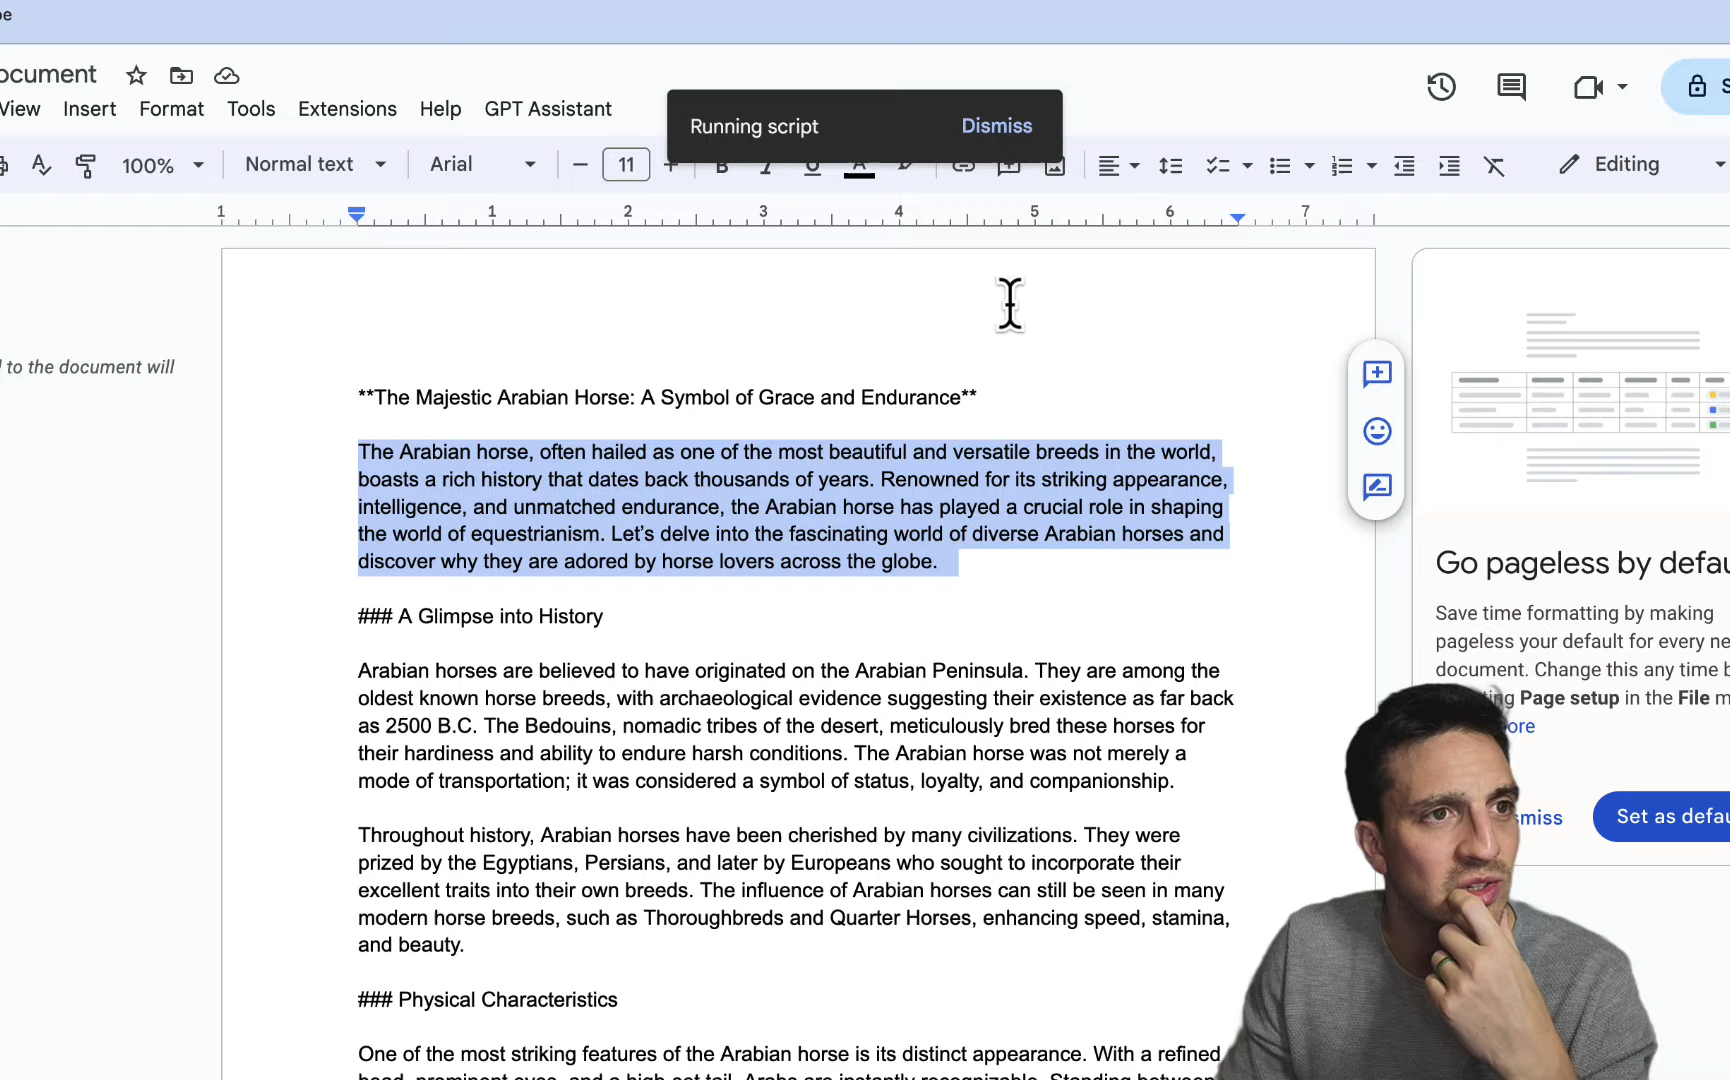 ocument
View Insert Format Tools Extensions Help GPT Assistant
Running script Dismiss
100% Normal text Arial 11 Editing
1 1 2 3 4 5 6 7
to the document will
**The Majestic Arabian Horse: A Symbol of Grace and Endurance**
The Arabian horse, often hailed as one of the most beautiful and versatile breeds in the world,
boasts a rich history that dates back thousands of years. Renowned for its striking appearance,
intelligence, and unmatched endurance, the Arabian horse has played a crucial role in shaping
the world of equestrianism. Let’s delve into the fascinating world of diverse Arabian horses and
discover why they are adored by horse lovers across the globe.
### A Glimpse into History
Arabian horses are believed to have originated on the Arabian Peninsula. They are among the
oldest known horse breeds, with archaeological evidence suggesting their existence as far back
as 2500 B.C. The Bedouins, nomadic tribes of the desert, meticulously bred these horses for
their hardiness and ability to endure harsh conditions. The Arabian horse was not merely a
mode of transportation; it was considered a symbol of status, loyalty, and companionship.
Throughout history, Arabian horses have been cherished by many civilizations. They were
prized by the Egyptians, Persians, and later by Europeans who sought to incorporate their
excellent traits into their own breeds. The influence of Arabian horses can still be seen in many
modern horse breeds, such as Thoroughbreds and Quarter Horses, enhancing speed, stamina,
and beauty.
### Physical Characteristics
One of the most striking features of the Arabian horse is its distinct appearance. With a refined
Go pageless by defau
Save time formatting by making
pageless your default for every ne
document. Change this any time b
ng Page setup in the File m
ore
smiss Set as defau